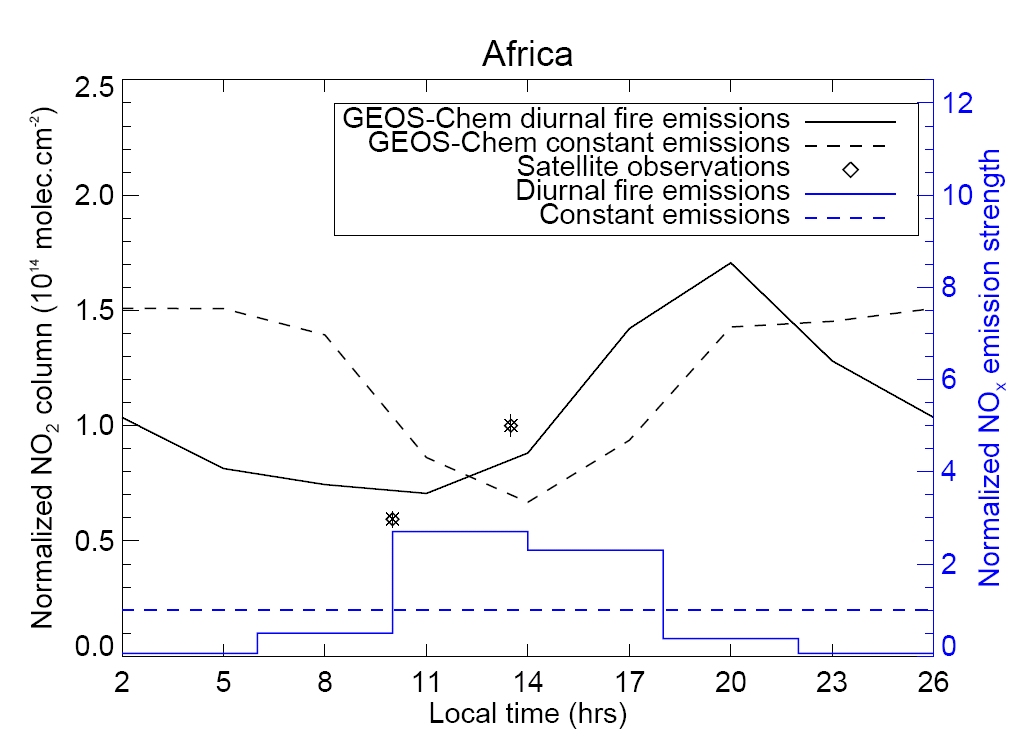 Africa
GEOS-Chem diurnal fire emissions
GEOS-Chem constant emissions
Satellite observations
Diurnal fire emissions
Constant emissions
2.5
2.0
1.5
1.0
0.5
0.0
Normalized NO₂ column (10¹⁴ molec.cm⁻²)
12
10
8
6
4
2
0
Normalized NOₓ emission strength
2 5 8 11 14 17 20 23 26
Local time (hrs)